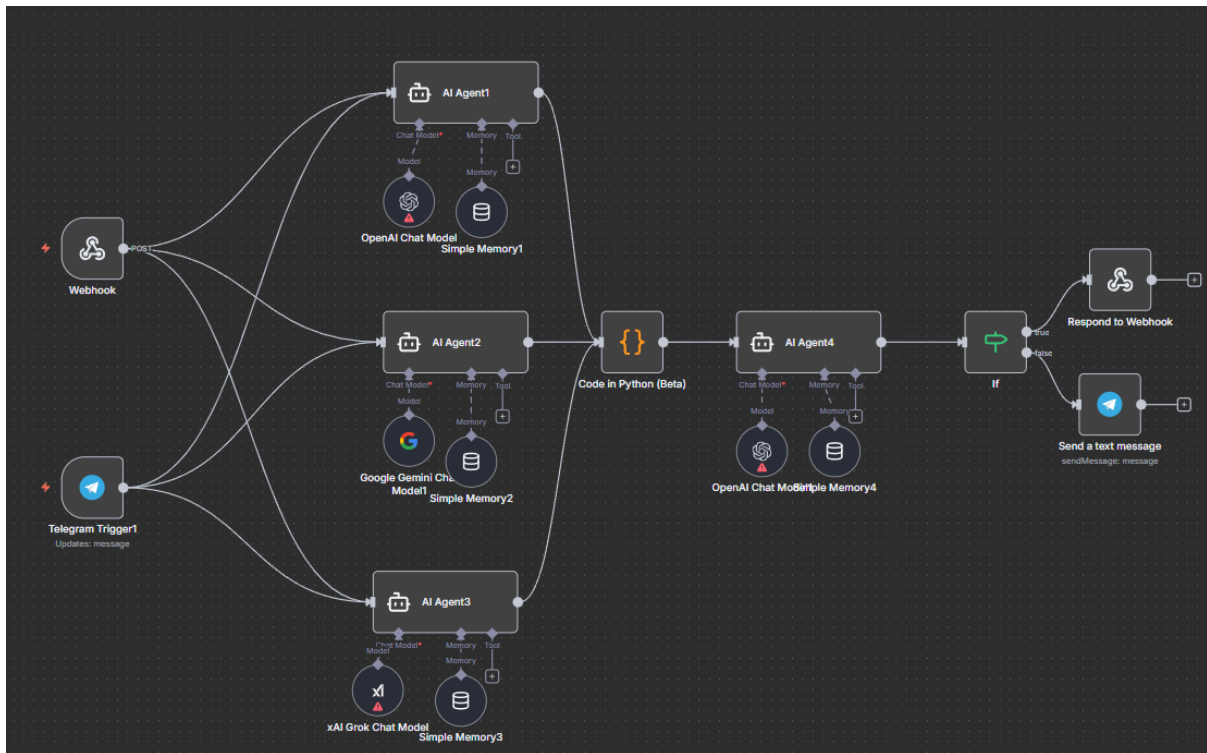 AI Agent1
Chat Model*
Memory
Tool
Model
Memory
OpenAI Chat Model
Simple Memory1
POST
Webhook
AI Agent2
Chat Model*
Memory
Tool
Model
Memory
Google Gemini Cha
Model1
Simple Memory2
Telegram Trigger1
Updates: message
AI Agent3
Chat Model*
Memory
Tool
Model
Memory
xAI Grok Chat Model
Simple Memory3
{}
Code in Python (Beta)
AI Agent4
Chat Model*
Memory
Tool
Model
Memory
OpenAI Chat Model1
Simple Memory4
If
true
false
Respond to Webhook
Send a text message
sendMessage: message